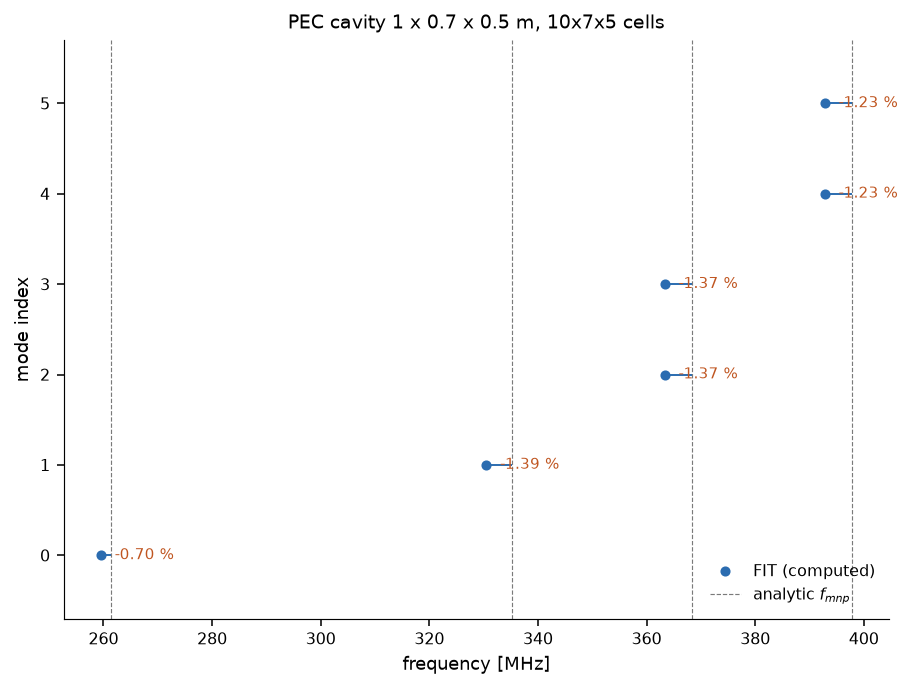 PEC cavity 1 x 0.7 x 0.5 m, 10x7x5 cells
mode index
5
4
3
2
1
0
-1.23 %
-1.23 %
-1.37 %
-1.37 %
-1.39 %
-0.70 %
FIT (computed)
analytic f_mnp
260 280 300 320 340 360 380 400
frequency [MHz]